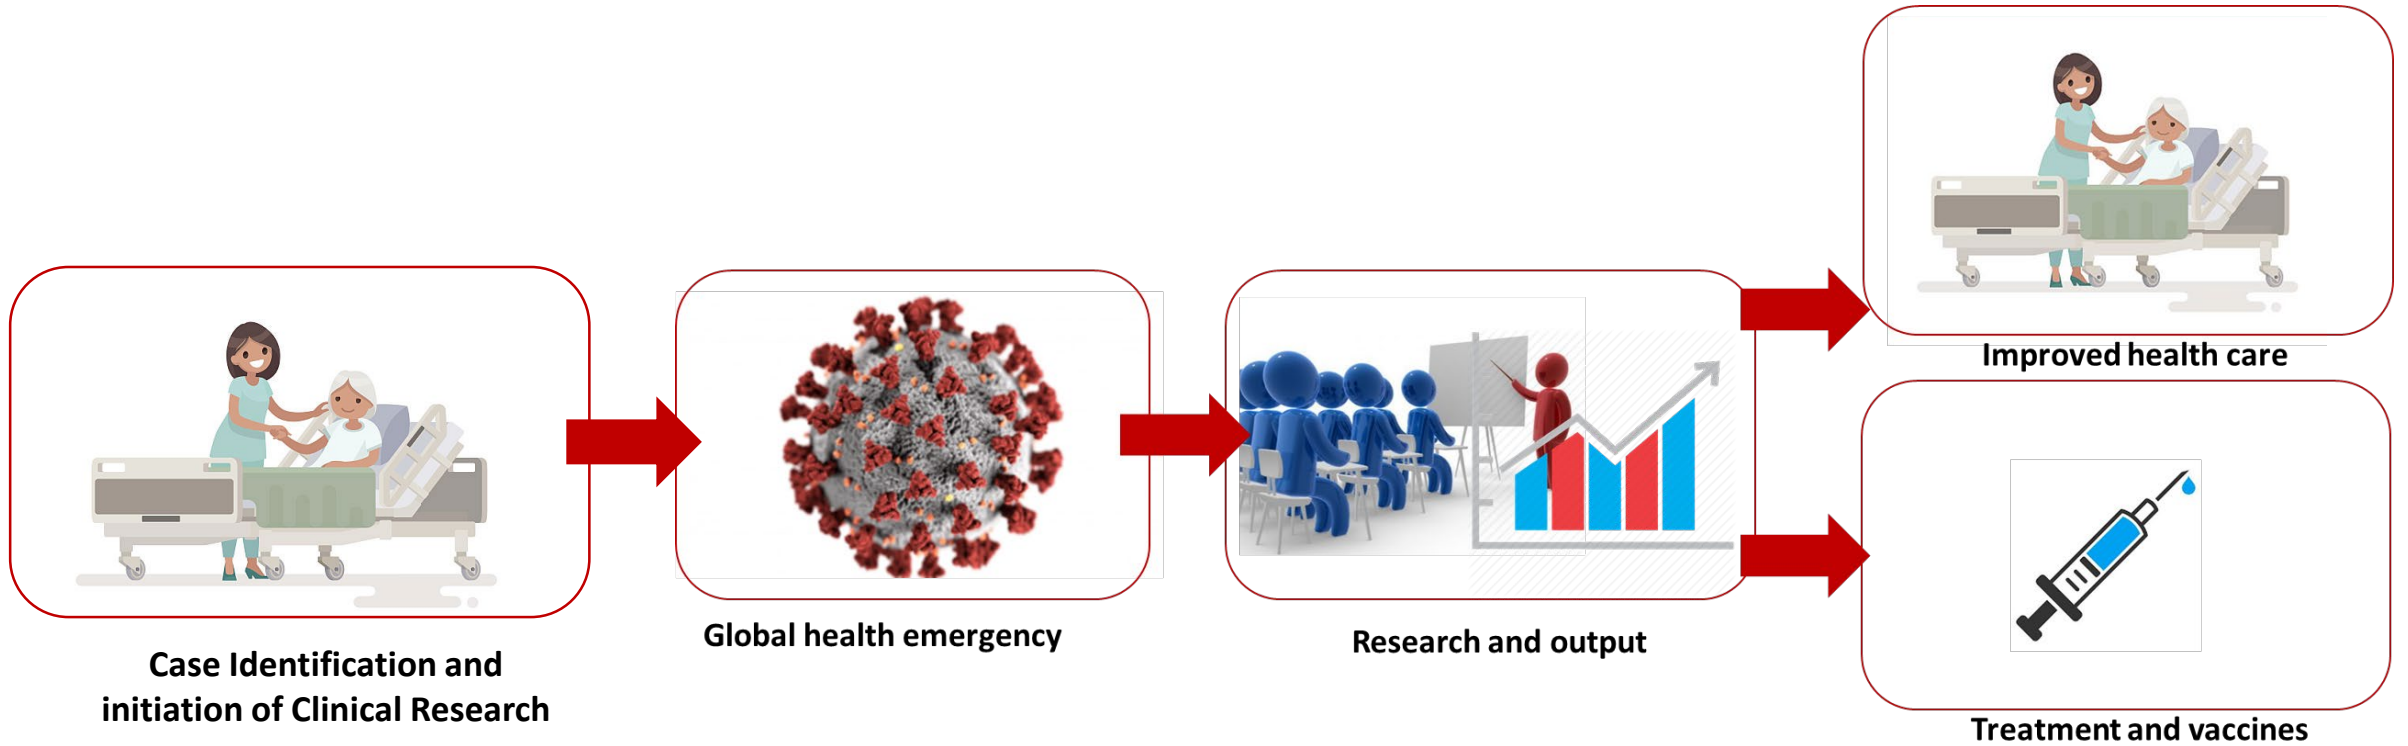 Case Identification and
initiation of Clinical Research
Global health emergency
Research and output
Improved health care
Treatment and vaccines